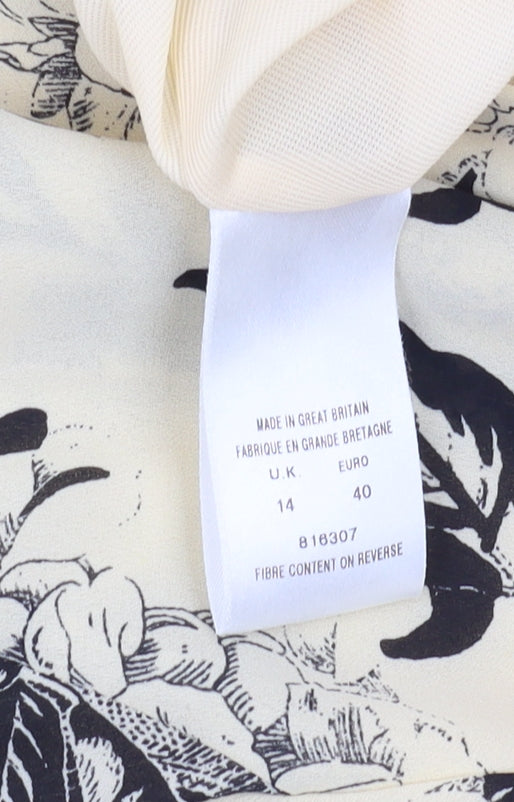 MADE IN GREAT BRITAIN
FABRIQUE EN GRANDE BRETAGNE
U.K. EURO
14 40
816307
FIBRE CONTENT ON REVERSE